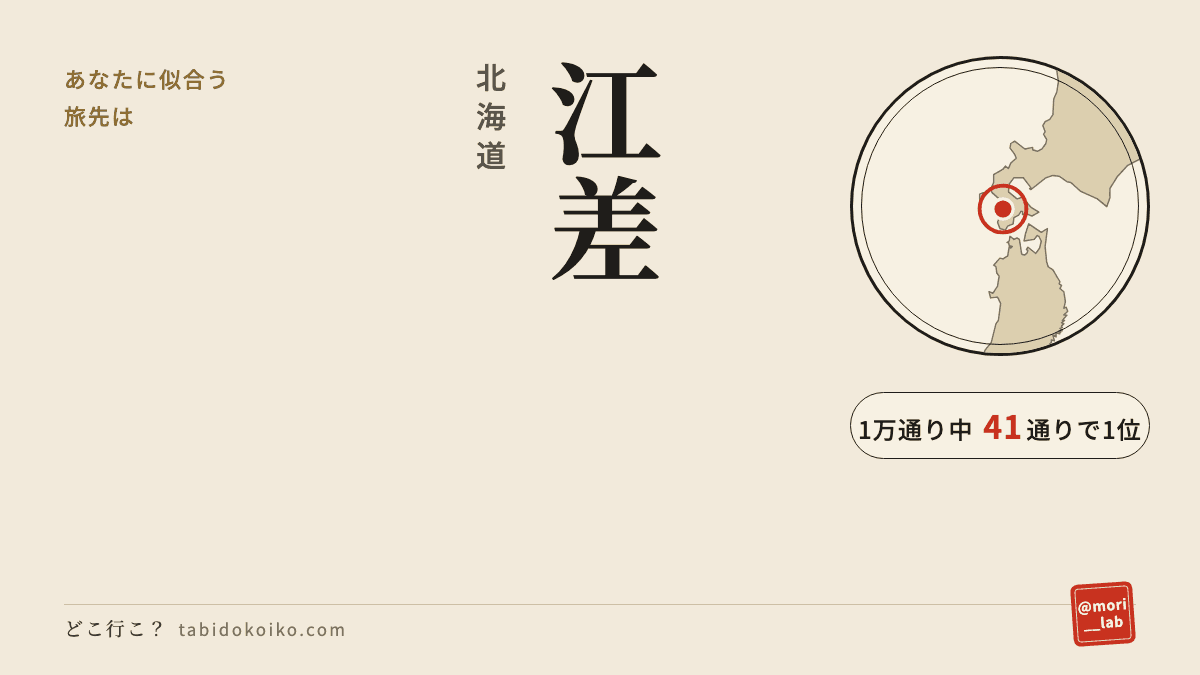 あなたに似合う
旅先は
江差
北海道
1万通り中 41通りで1位
どこ行こ？ tabidokoiko.com
@mori
__lab